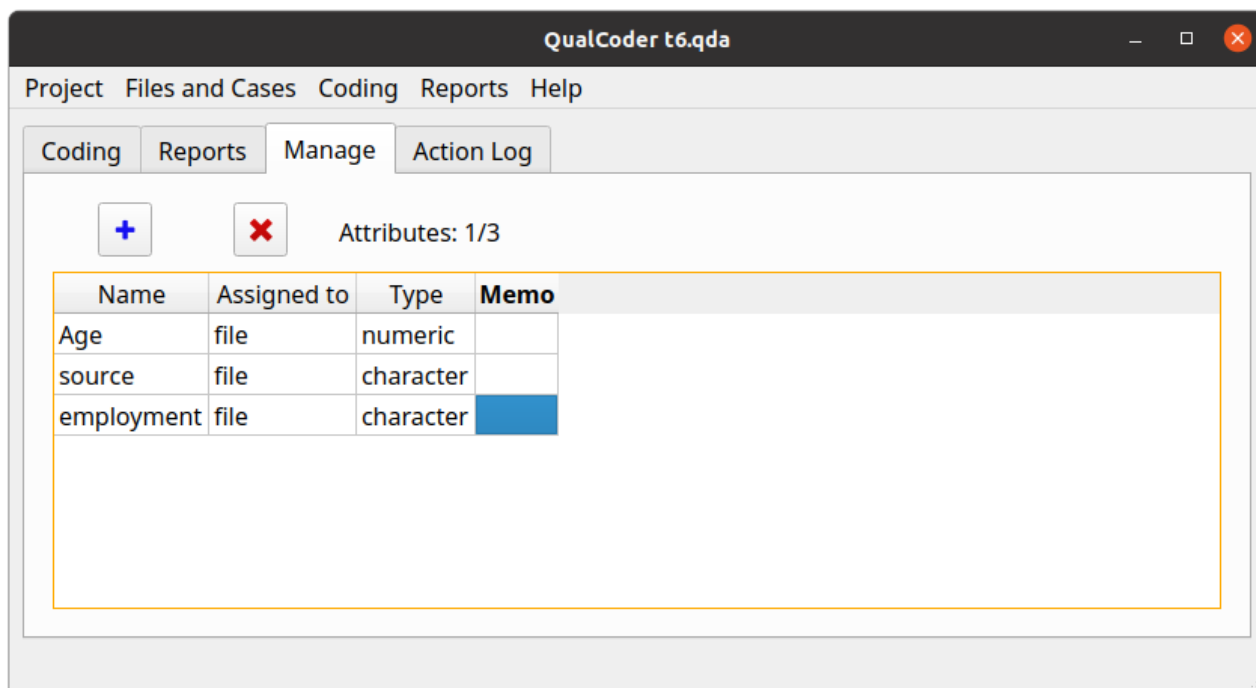 QualCoder t6.qda
Project Files and Cases Coding Reports Help
Coding Reports Manage Action Log
Attributes: 1/3
Name Assigned to Type Memo
Age file numeric
source file character
employment file character